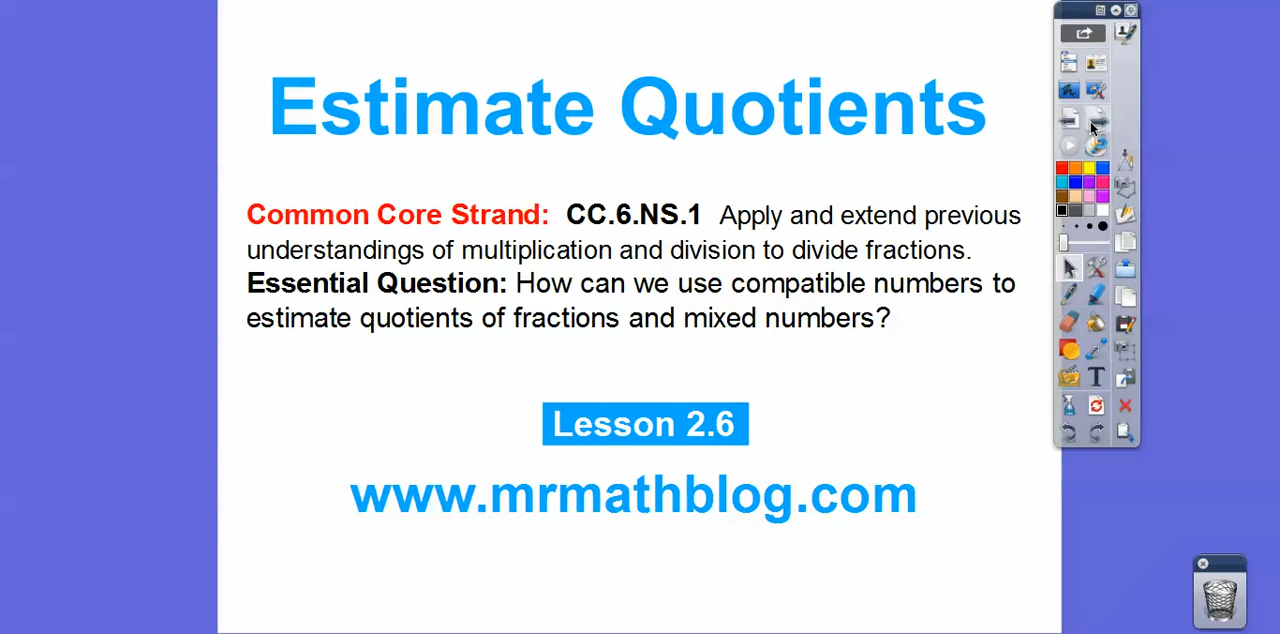 Estimate Quotients
Common Core Strand: CC.6.NS.1 Apply and extend previous
understandings of multiplication and division to divide fractions.
Essential Question: How can we use compatible numbers to
estimate quotients of fractions and mixed numbers?
Lesson 2.6
www.mrmathblog.com